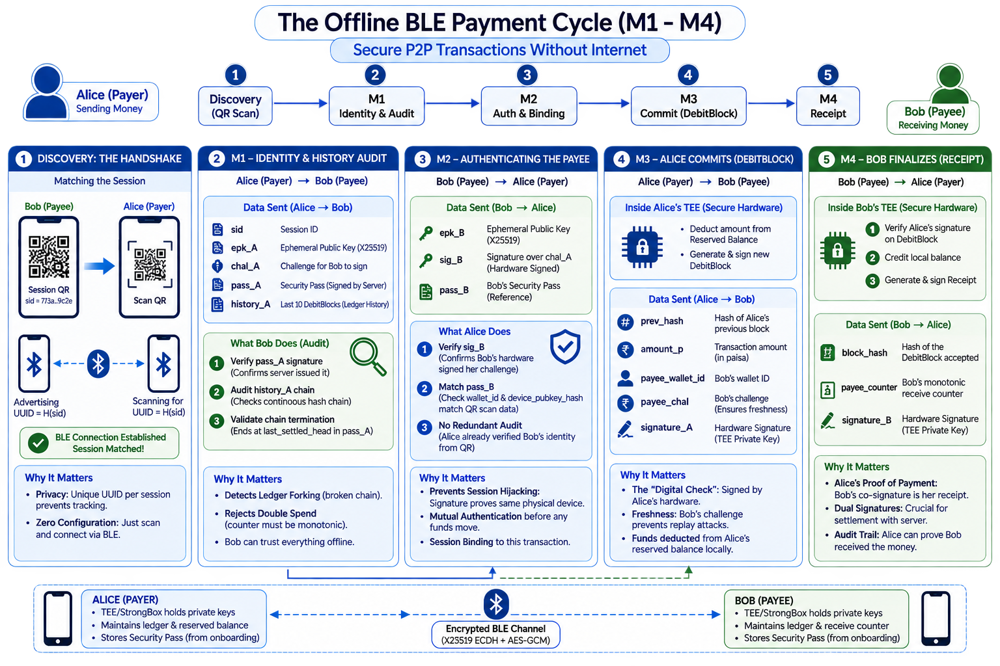 The Offline BLE Payment Cycle (M1 - M4)
Secure P2P Transactions Without Internet
Alice (Payer)
Sending Money
1
Discovery
(QR Scan)
2
M1
Identity & Audit
3
M2
Auth & Binding
4
M3
Commit (DebitBlock)
5
M4
Receipt
Bob (Payee)
Receiving Money
1 DISCOVERY: THE HANDSHAKE
Matching the Session
Bob (Payee)
Alice (Payer)
Session QR
sid = 773a..9c2e
Scan QR
Advertising
UUID = H(sid)
Scanning for
UUID = H(sid)
BLE Connection Established
Session Matched!
Why It Matters
• Privacy: Unique UUID per session
prevents tracking.
• Zero Configuration: Just scan
and connect via BLE.
2 M1 – IDENTITY & HISTORY AUDIT
Alice (Payer) → Bob (Payee)
Data Sent (Alice → Bob)
sid Session ID
epk_A Ephemeral Public Key (X25519)
chal_A Challenge for Bob to sign
pass_A Security Pass (Signed by Server)
history_A Last 10 DebitBlocks (Ledger History)
What Bob Does (Audit)
1 Verify pass_A signature
(Confirms server issued it)
2 Audit history_A chain
(Checks continoous hash chain)
3 Validate chain termination
(Ends at last_settled_head in pass_A)
Why It Matters
• Detects Ledger Forking (broken chain).
• Rejects Double Spend
(counter must be monotonic).
• Bob can trust everything offline.
3 M2 – AUTHENTICATING THE PAYEE
Bob (Payee) → Alice (Payer)
Data Sent (Bob → Alice)
epk_B Ephemeral Public Key
(X25519)
sig_B Signature over chal_A
(Hardware Signed)
pass_B Bob's Security Pass
(Reference)
What Alice Does
1 Verify sig_B
(Confirms Bob's hardware
signed her challenge)
2 Match pass_B
(Check wallet_id & device_pubkey_hash
match QR scan data)
3 No Redundant Audit
(Alice already verified Bob's identity
from QR)
Why It Matters
• Prevents Session Hijacking:
Signature proves same physical device.
• Mutual Authentication before any
funds move.
• Session Binding to this transaction.
4 M3 – ALICE COMMITS (DEBITBLOCK)
Alice (Payer) → Bob (Payee)
Inside Alice's TEE (Secure Hardware)
• Deduct amount from
Reserved Balance
• Generate & sign new
DebitBlock
Data Sent (Alice → Bob)
# prev_hash Hash of Alice's
previous block
₹ amount_p Transaction amount
(in paisa)
payee_wallet_id Bob's wallet ID
₹ payee_chal Bob's challenge
(Ensures freshness)
signature_A Hardware Signature
(TEE Private Key)
Why It Matters
• The "Digital Check": Signed by
Alice's hardware.
• Freshness: Bob's challenge
prevents replay attacks.
• Funds deducted from Alice's
reserved balance locally.
5 M4 – BOB FINALIZES (RECEIPT)
Bob (Payee) → Alice (Payer)
Inside Bob's TEE (Secure Hardware)
1 Verify Alice's signature
on DebitBlock
2 Credit local balance
3 Generate & sign Receipt
Data Sent (Bob → Alice)
block_hash Hash of the
DebitBlock accepted
payee_counter Bob's monotonic
receive counter
signature_B Hardware Signature
(TEE Private Key)
Why It Matters
• Alice's Proof of Payment:
Bob's co-signature is her receipt.
• Dual Signatures: Crucial for
settlement with server.
• Audit Trail: Alice can prove Bob
received the money.
ALICE (PAYER)
• TEE/StrongBox holds private keys
• Maintains ledger & reserved balance
• Stores Security Pass (from onboarding)
Encrypted BLE Channel
(X25519 ECDH + AES-GCM)
BOB (PAYEE)
• TEE/StrongBox holds private keys
• Maintains ledger & receive counter
• Stores Security Pass (from onboarding)